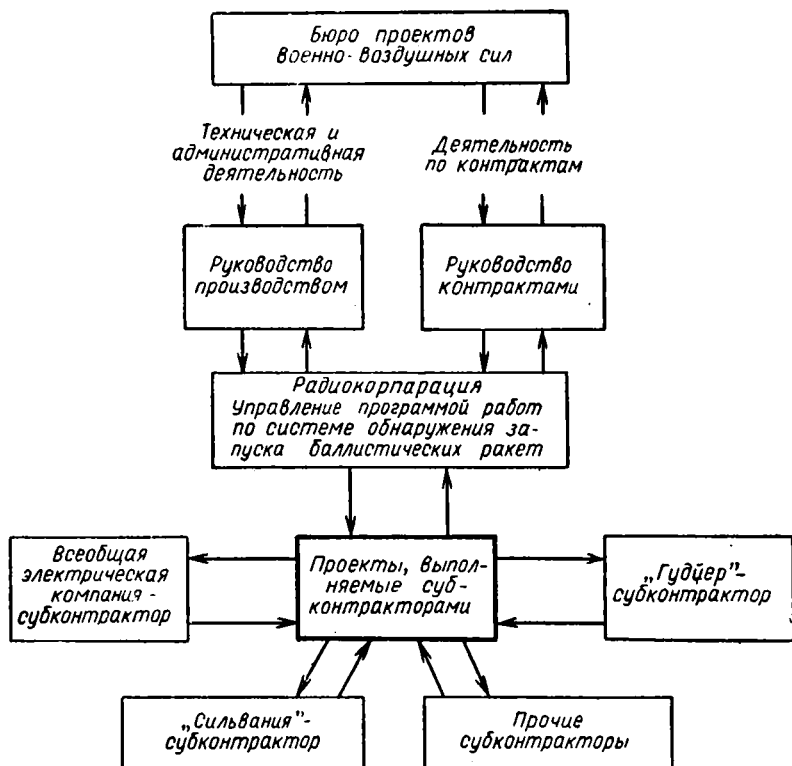 Бюро проектов
военно-воздушных сил
Техническая и
административная
деятельность
Деятельность
по контрактам
Руководство
производством
Руководство
контрактами
Радиокорпарация
Управление программой работ
по системе обнаружения за-
пуска баллистических ракет
Всеобщая
электрическая
компания-
субконтрактор
Проекты, выпол-
няемые суб-
контракторами
„Гудйер"-
субконтрактор
„Сильвания"-
субконтрактор
Прочие
субконтракторы